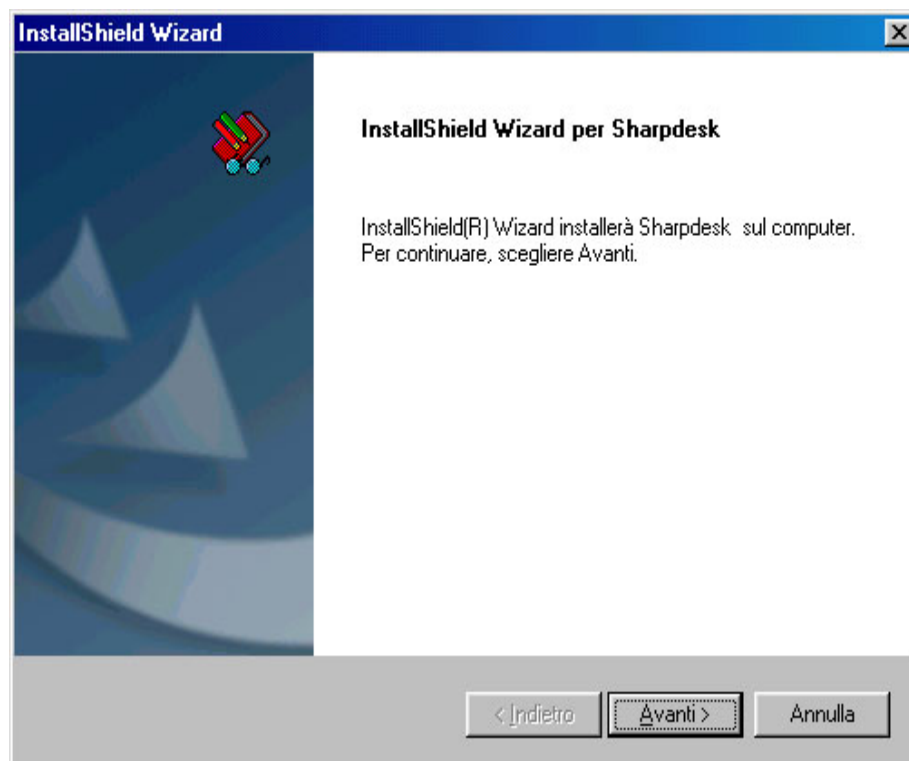 InstallShield Wizard
InstallShield Wizard per Sharpdesk
InstallShield(R) Wizard installerà Sharpdesk sul computer.
Per continuare, scegliere Avanti.
< Indietro
Avanti >
Annulla